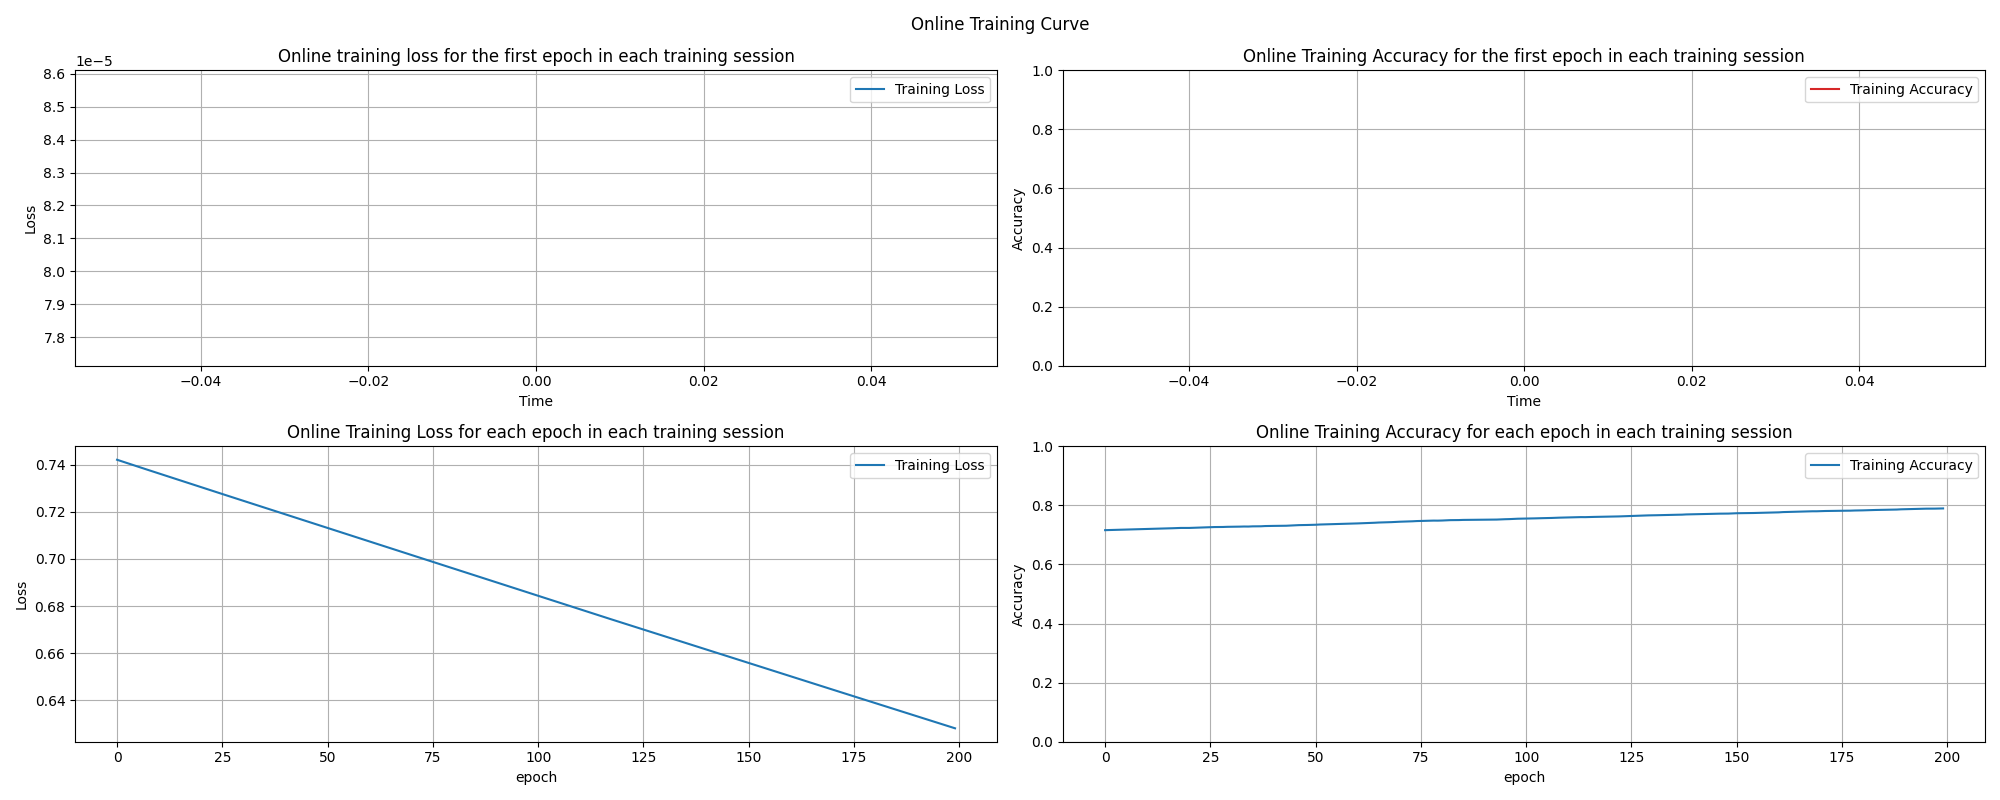 Online Training Curve
Online training loss for the first epoch in each training session
1e−5
8.6
8.5
8.4
8.3
8.2
8.1
8.0
7.9
7.8
Loss
Training Loss
−0.04 −0.02 0.00 0.02 0.04
Time
Online Training Accuracy for the first epoch in each training session
1.0
0.8
0.6
0.4
0.2
0.0
Accuracy
Training Accuracy
−0.04 −0.02 0.00 0.02 0.04
Time
Online Training Loss for each epoch in each training session
0.74
0.72
0.70
0.68
0.66
0.64
Loss
Training Loss
0 25 50 75 100 125 150 175 200
epoch
Online Training Accuracy for each epoch in each training session
1.0
0.8
0.6
0.4
0.2
0.0
Accuracy
Training Accuracy
0 25 50 75 100 125 150 175 200
epoch